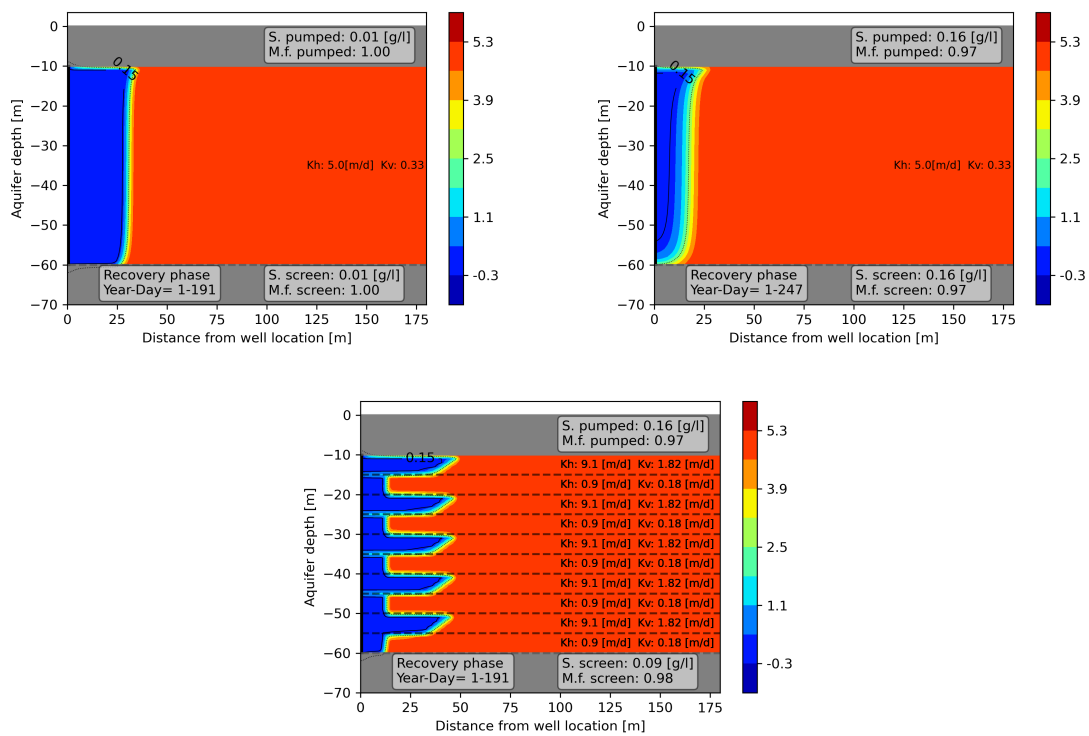 S. pumped: 0.01 [g/l]
M.f. pumped: 1.00
0.15
Kh: 5.0[m/d]  Kv: 0.33
Recovery phase
Year-Day= 1-191
S. screen: 0.01 [g/l]
M.f. screen: 1.00
0
−10
−20
−30
−40
−50
−60
−70
Aquifer depth [m]
0 25 50 75 100 125 150 175
Distance from well location [m]
5.3
3.9
2.5
1.1
-0.3
S. pumped: 0.16 [g/l]
M.f. pumped: 0.97
0.15
Kh: 5.0[m/d]  Kv: 0.33
Recovery phase
Year-Day= 1-247
S. screen: 0.16 [g/l]
M.f. screen: 0.97
0
−10
−20
−30
−40
−50
−60
−70
Aquifer depth [m]
0 25 50 75 100 125 150 175
Distance from well location [m]
5.3
3.9
2.5
1.1
-0.3
S. pumped: 0.16 [g/l]
M.f. pumped: 0.97
0.15
Kh: 9.1 [m/d]  Kv: 1.82 [m/d]
Kh: 0.9 [m/d]  Kv: 0.18 [m/d]
Kh: 9.1 [m/d]  Kv: 1.82 [m/d]
Kh: 0.9 [m/d]  Kv: 0.18 [m/d]
Kh: 9.1 [m/d]  Kv: 1.82 [m/d]
Kh: 0.9 [m/d]  Kv: 0.18 [m/d]
Kh: 9.1 [m/d]  Kv: 1.82 [m/d]
Kh: 0.9 [m/d]  Kv: 0.18 [m/d]
Kh: 9.1 [m/d]  Kv: 1.82 [m/d]
Kh: 0.9 [m/d]  Kv: 0.18 [m/d]
Recovery phase
Year-Day= 1-191
S. screen: 0.09 [g/l]
M.f. screen: 0.98
0
−10
−20
−30
−40
−50
−60
−70
Aquifer depth [m]
0 25 50 75 100 125 150 175
Distance from well location [m]
5.3
3.9
2.5
1.1
-0.3